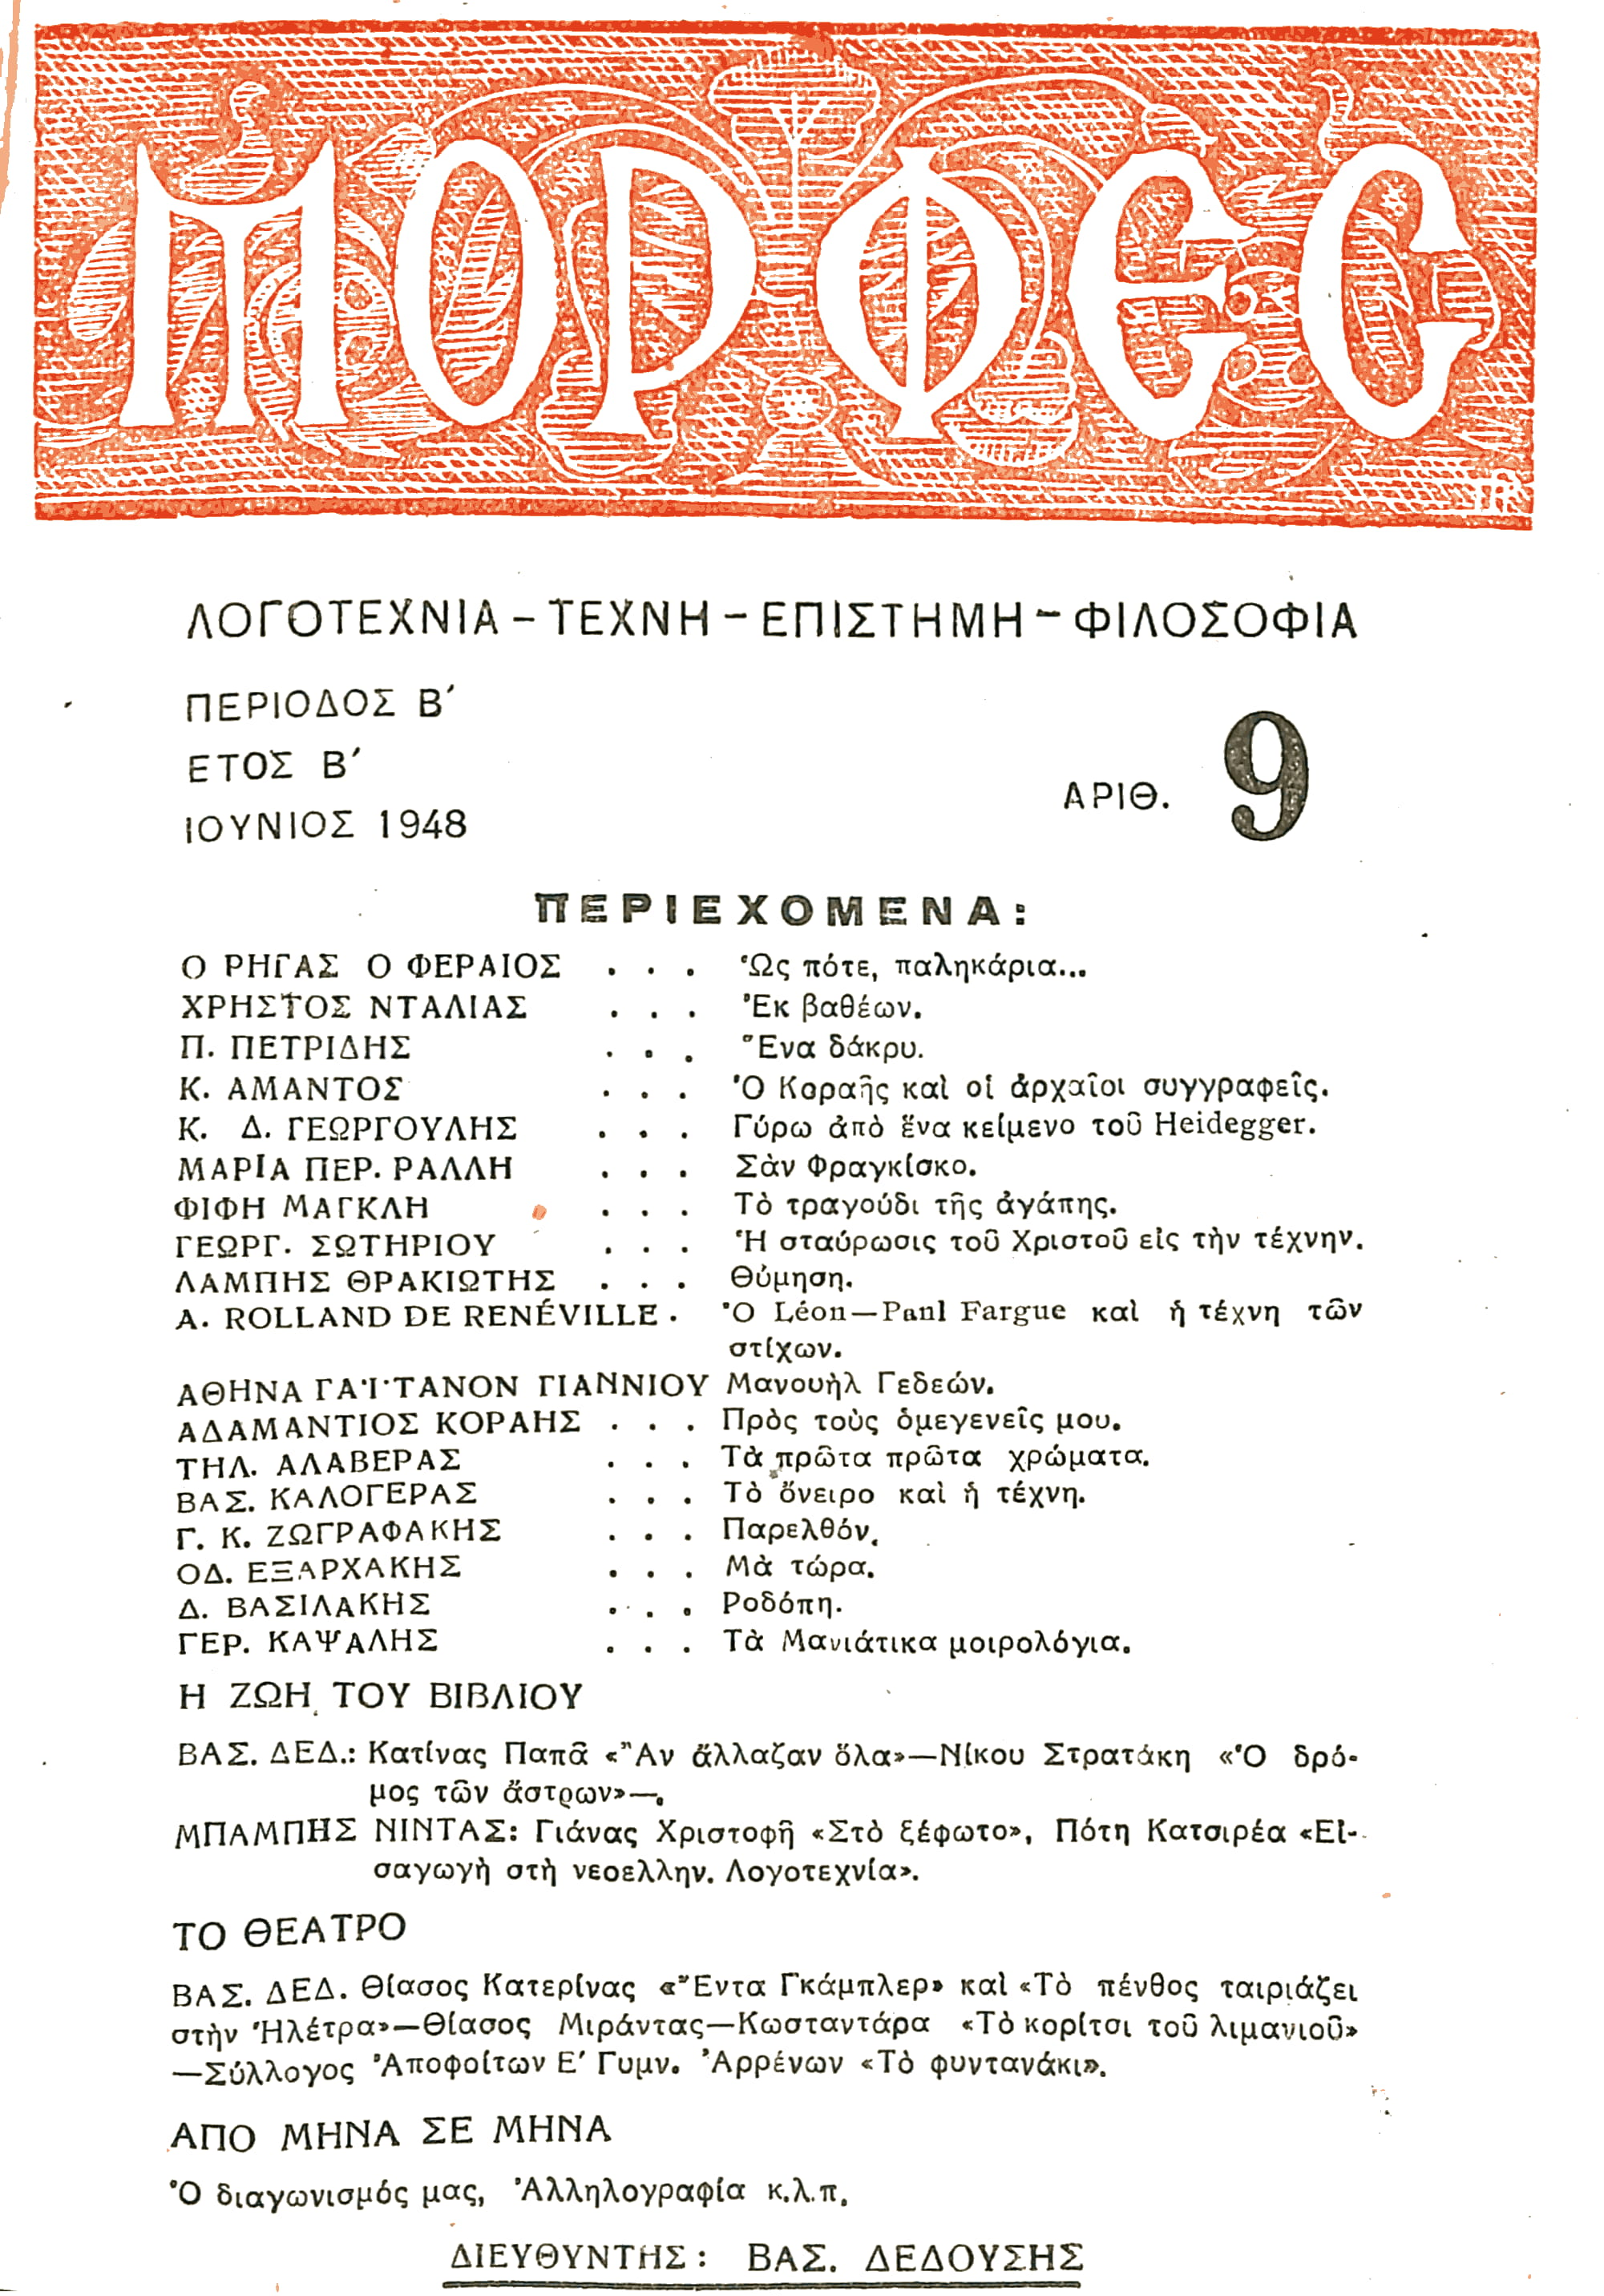 ΜΟΡΦΕΣ
ΛΟΓΟΤΕΧΝΙΑ – ΤΕΧΝΗ – ΕΠΙΣΤΗΜΗ – ΦΙΛΟΣΟΦΙΑ
ΠΕΡΙΟΔΟΣ Β΄
ΕΤΟΣ Β΄
ΙΟΥΝΙΟΣ 1948
ΑΡΙΘ. 9
ΠΕΡΙΕΧΟΜΕΝΑ:
Ο ΡΗΓΑΣ Ο ΦΕΡΑΙΟΣ . . . Ὡς πότε, παληκάρια...
ΧΡΗΣΤΟΣ ΝΤΑΛΙΑΣ . . . Ἐκ βαθέων.
Π. ΠΕΤΡΙΔΗΣ . . . Ἕνα δάκρυ.
Κ. ΑΜΑΝΤΟΣ . . . Ὁ Κοραῆς καὶ οἱ ἀρχαῖοι συγγραφεῖς.
Κ. Δ. ΓΕΩΡΓΟΥΛΗΣ . . . Γύρω ἀπὸ ἕνα κείμενο τοῦ Heidegger.
ΜΑΡΙΑ ΠΕΡ. ΡΑΛΛΗ . . . Σὰν Φραγκίσκο.
ΦΙΦΗ ΜΑΓΚΛΗ . . . Τὸ τραγούδι τῆς ἀγάπης.
ΓΕΩΡΓ. ΣΩΤΗΡΙΟΥ . . . Ἡ σταύρωσις τοῦ Χριστοῦ εἰς τὴν τέχνην.
ΛΑΜΠΗΣ ΘΡΑΚΙΩΤΗΣ . . . Θύμηση.
A. ROLLAND DE RENÉVILLE . Ὁ Léon—Paul Fargue καὶ ἡ τέχνη τῶν
στίχων.
ΑΘΗΝΑ ΓΑΪΤΑΝΟΝ ΓΙΑΝΝΙΟΥ Μανουὴλ Γεδεών.
ΑΔΑΜΑΝΤΙΟΣ ΚΟΡΑΗΣ . . . Πρὸς τοὺς ὁμεγενεῖς μου.
ΤΗΛ. ΑΛΑΒΕΡΑΣ . . . Τὰ πρῶτα πρῶτα χρώματα.
ΒΑΣ. ΚΑΛΟΓΕΡΑΣ . . . Τὸ ὄνειρο καὶ ἡ τέχνη.
Γ. Κ. ΖΩΓΡΑΦΑΚΗΣ . . . Παρελθόν.
ΟΔ. ΕΞΑΡΧΑΚΗΣ . . . Μὰ τώρα.
Δ. ΒΑΣΙΛΑΚΗΣ . . . Ροδόπη.
ΓΕΡ. ΚΑΨΑΛΗΣ . . . Τὰ Μανιάτικα μοιρολόγια.
Η ΖΩΗ ΤΟΥ ΒΙΒΛΙΟΥ
ΒΑΣ. ΔΕΔ.: Κατίνας Παπᾶ «Ἂν ἄλλαζαν ὅλα»—Νίκου Στρατάκη «Ὁ δρό-
μος τῶν ἄστρων»—.
ΜΠΑΜΠΗΣ ΝΙΝΤΑΣ: Γιάνας Χριστοφῆ «Στὸ ξέφωτο», Πότη Κατσιρέα «Εἰ-
σαγωγὴ στὴ νεοελλην. Λογοτεχνία».
ΤΟ ΘΕΑΤΡΟ
ΒΑΣ. ΔΕΔ. Θίασος Κατερίνας «Ἕντα Γκάμπλερ» καὶ «Τὸ πένθος ταιριάζει
στὴν Ἠλέτρα»—Θίασος Μιράντας—Κωσταντάρα «Τὸ κορίτσι τοῦ λιμανιοῦ»
—Σύλλογος Ἀποφοίτων Ε΄ Γυμν. Ἀρρένων «Τὸ φυντανάκι».
ΑΠΟ ΜΗΝΑ ΣΕ ΜΗΝΑ
Ὁ διαγωνισμός μας, Ἀλληλογραφία κ.λ.π.
ΔΙΕΥΘΥΝΤΗΣ: ΒΑΣ. ΔΕΔΟΥΣΗΣ